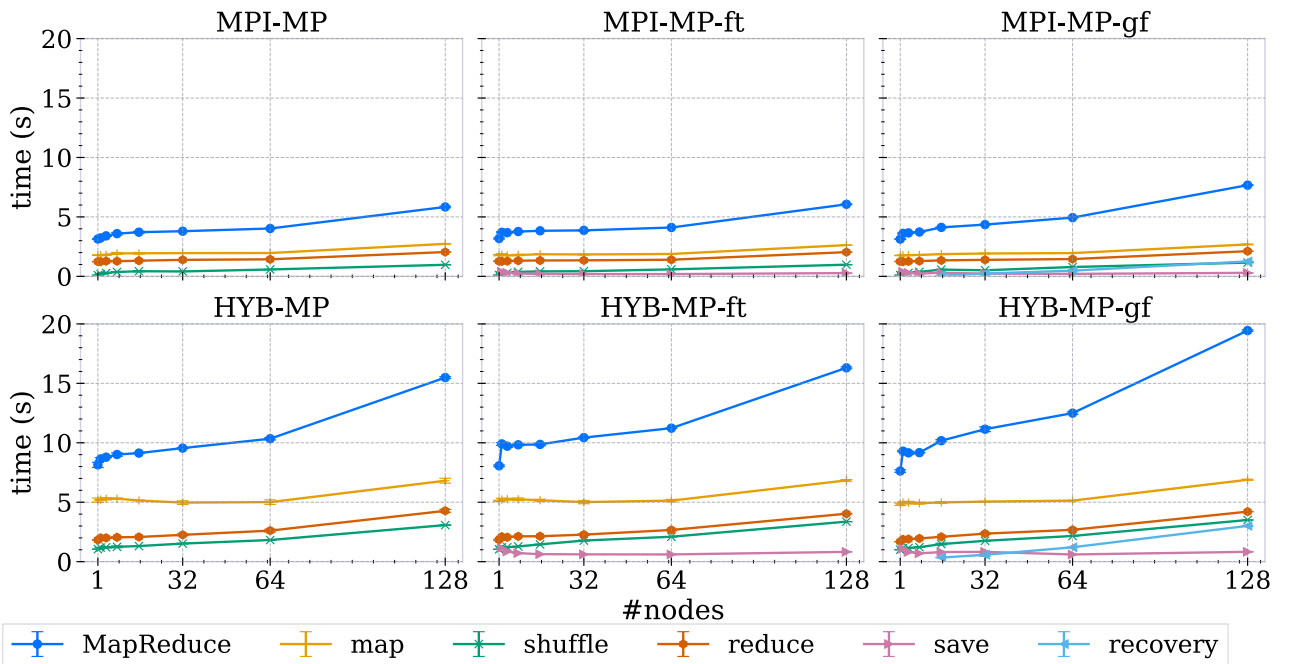 MPI-MP MPI-MP-ft MPI-MP-gf
20
15
10
5
0
time (s)
HYB-MP HYB-MP-ft HYB-MP-gf
20
15
10
5
0
time (s)
1 32 64 128 1 32 64 128 1 32 64 128
#nodes
MapReduce map shuffle reduce save recovery